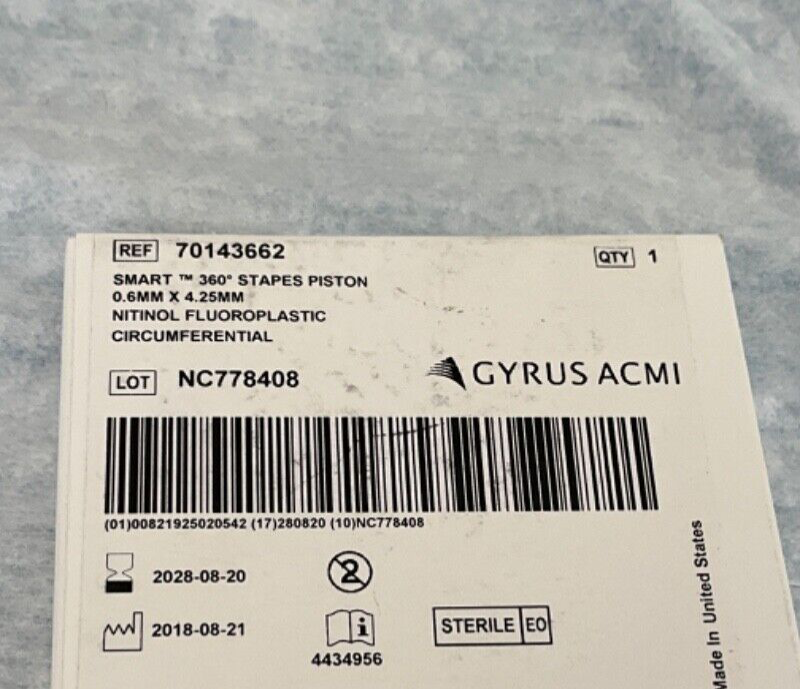 REF 70143662
QTY 1
SMART ™ 360° STAPES PISTON
0.6MM X 4.25MM
NITINOL FLUOROPLASTIC
CIRCUMFERENTIAL
LOT NC778408
GYRUS ACMI
(01)00821925020542 (17)280820 (10)NC778408
2028-08-20
2
2018-08-21
i
4434956
STERILE EO
Made In United States